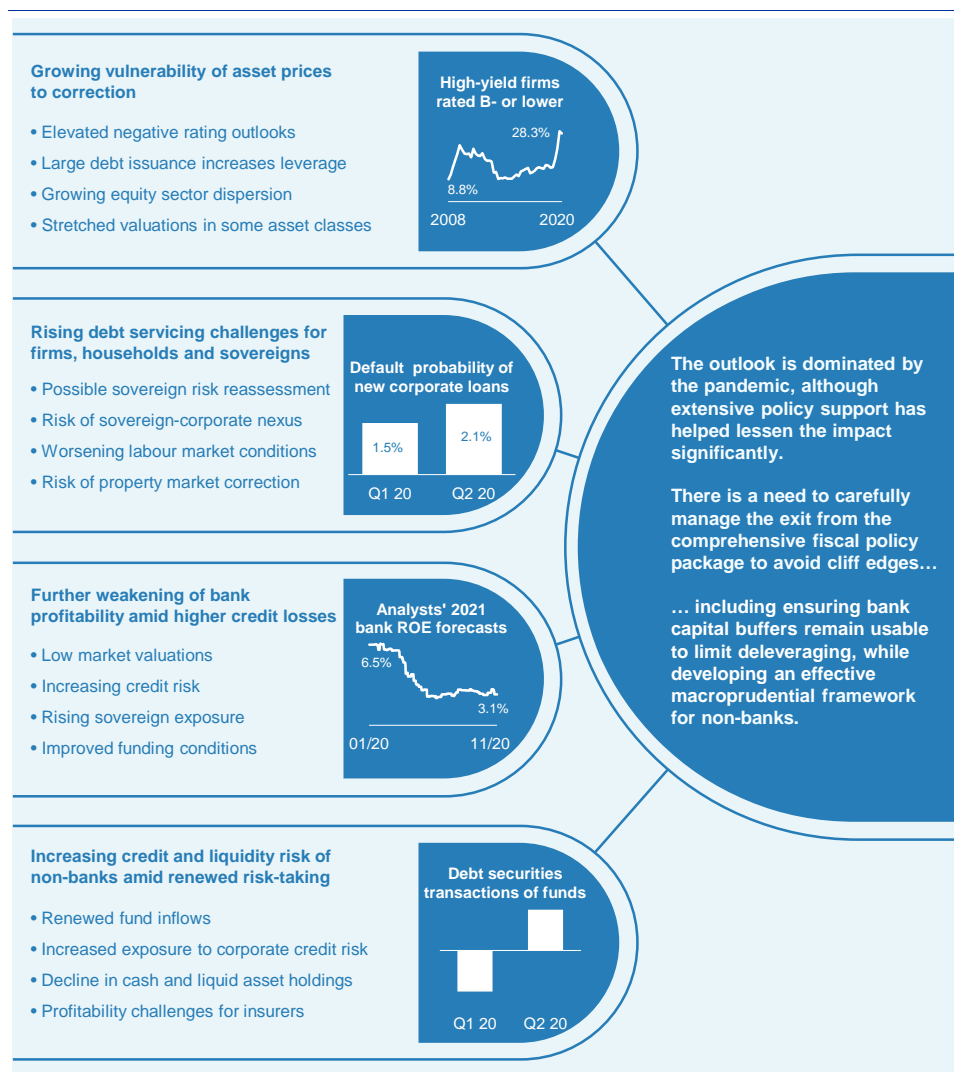 Growing vulnerability of asset prices
to correction
• Elevated negative rating outlooks
• Large debt issuance increases leverage
• Growing equity sector dispersion
• Stretched valuations in some asset classes
High-yield firms
rated B- or lower
28.3%
8.8%
2008 2020
Rising debt servicing challenges for
firms, households and sovereigns
• Possible sovereign risk reassessment
• Risk of sovereign-corporate nexus
• Worsening labour market conditions
• Risk of property market correction
Default probability of
new corporate loans
1.5% 2.1%
Q1 20 Q2 20
Further weakening of bank
profitability amid higher credit losses
• Low market valuations
• Increasing credit risk
• Rising sovereign exposure
• Improved funding conditions
Analysts' 2021
bank ROE forecasts
6.5%
3.1%
01/20 11/20
Increasing credit and liquidity risk of
non-banks amid renewed risk-taking
• Renewed fund inflows
• Increased exposure to corporate credit risk
• Decline in cash and liquid asset holdings
• Profitability challenges for insurers
Debt securities
transactions of funds
Q1 20 Q2 20
The outlook is dominated by
the pandemic, although
extensive policy support has
helped lessen the impact
significantly.
There is a need to carefully
manage the exit from the
comprehensive fiscal policy
package to avoid cliff edges…
… including ensuring bank
capital buffers remain usable
to limit deleveraging, while
developing an effective
macroprudential framework
for non-banks.